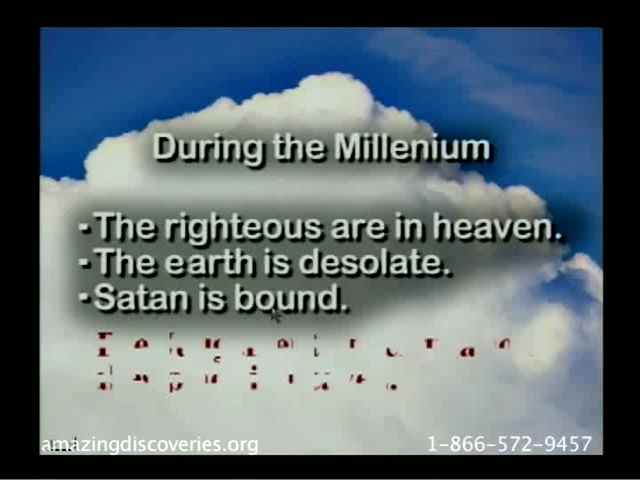 During the Millenium
-The righteous are in heaven.
-The earth is desolate.
-Satan is bound.
amazingdiscoveries.org
1-866-572-9457